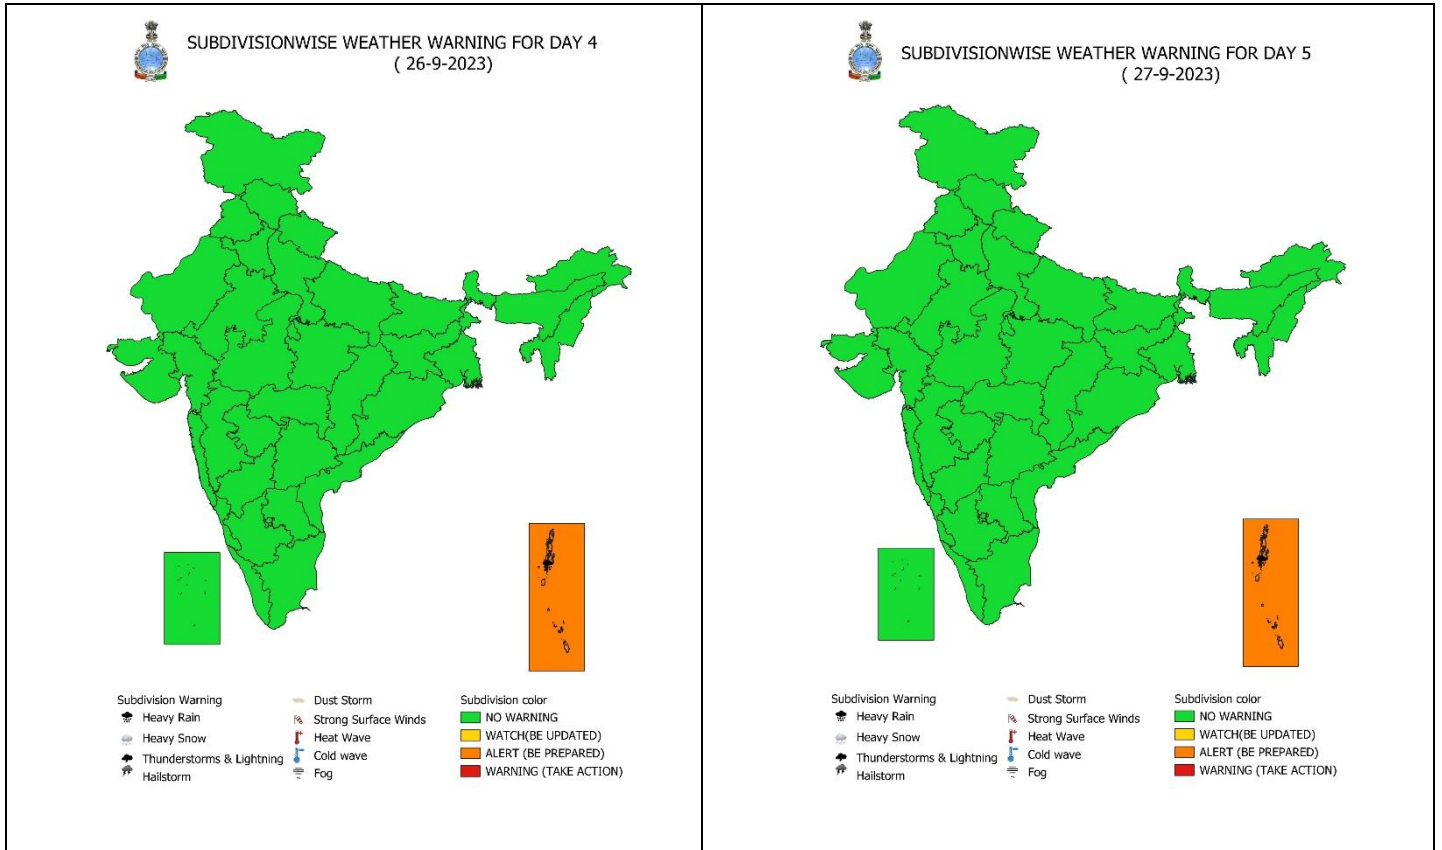 SUBDIVISIONWISE WEATHER WARNING FOR DAY 4
( 26-9-2023)
Subdivision Warning
Heavy Rain
Heavy Snow
Thunderstorms & Lightning
Hailstorm
Dust Storm
Strong Surface Winds
Heat Wave
Cold wave
Fog
Subdivision color
NO WARNING
WATCH(BE UPDATED)
ALERT (BE PREPARED)
WARNING (TAKE ACTION)
SUBDIVISIONWISE WEATHER WARNING FOR DAY 5
( 27-9-2023)
Subdivision Warning
Heavy Rain
Heavy Snow
Thunderstorms & Lightning
Hailstorm
Dust Storm
Strong Surface Winds
Heat Wave
Cold wave
Fog
Subdivision color
NO WARNING
WATCH(BE UPDATED)
ALERT (BE PREPARED)
WARNING (TAKE ACTION)